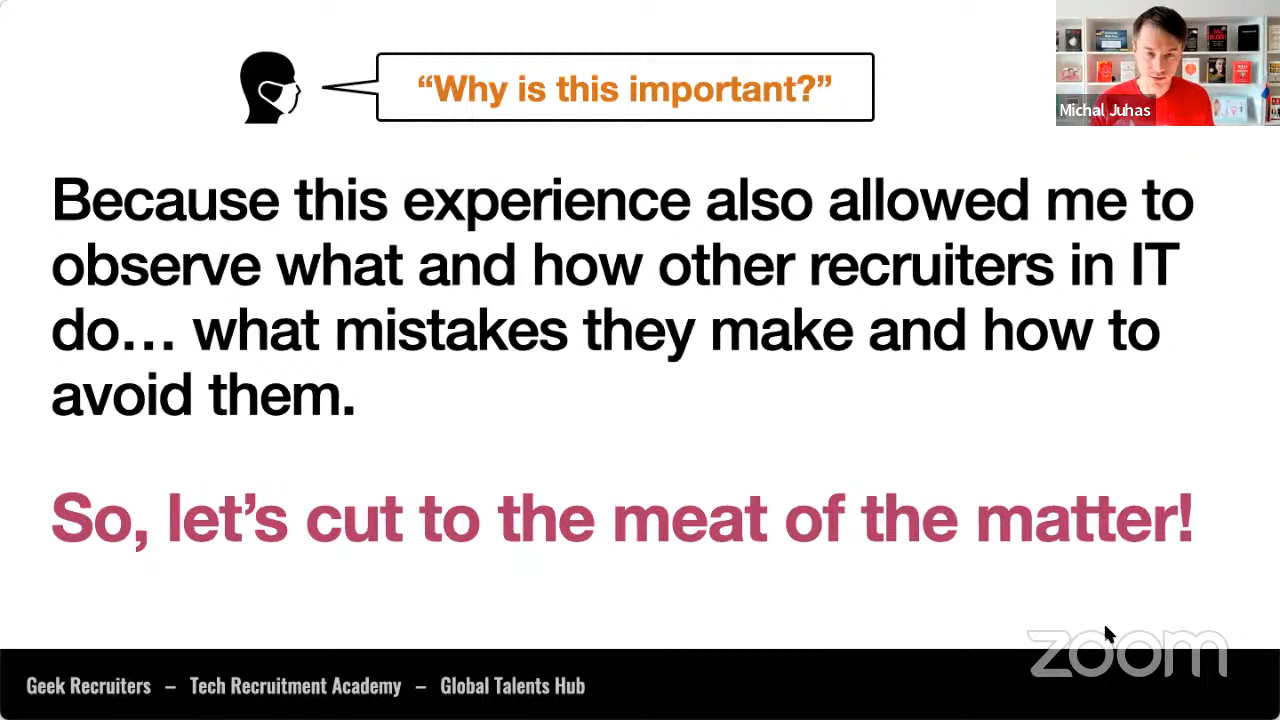 “Why is this important?”
Michal Juhas
Because this experience also allowed me to
observe what and how other recruiters in IT
do… what mistakes they make and how to
avoid them.
So, let’s cut to the meat of the matter!
zoom
Geek Recruiters – Tech Recruitment Academy – Global Talents Hub